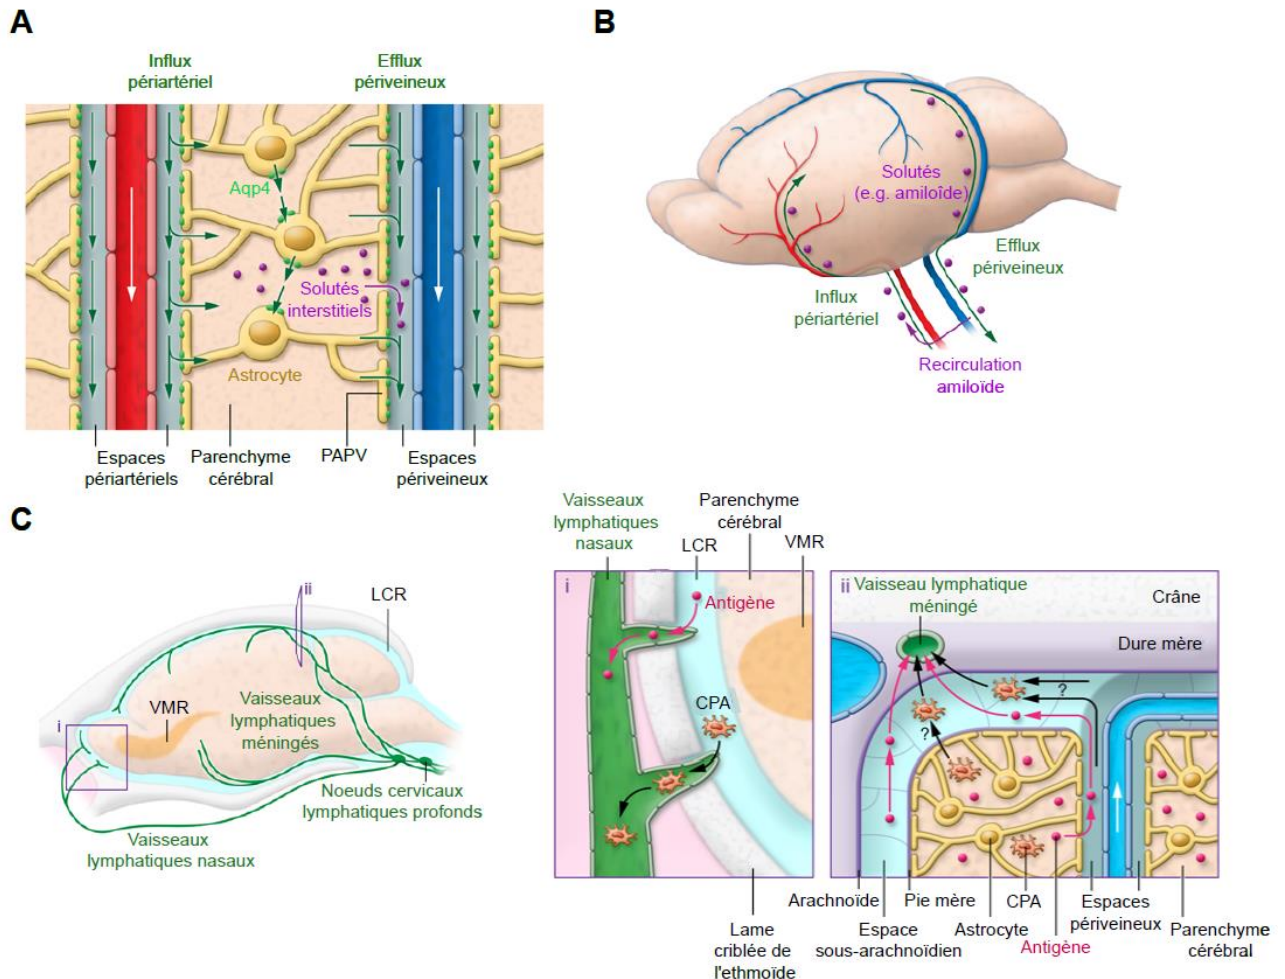 A
Influx
périartériel
Efflux
périveineux
Aqp4
Solutés
interstitiels
Astrocyte
Espaces
périartériels
Parenchyme
cérébral
PAPV
Espaces
périveineux
B
Solutés
(e.g. amiloïde)
Efflux
périveineux
Influx
périartériel
Recirculation
amiloïde
C
ii
LCR
VMR
i
Vaisseaux
lymphatiques
méningés
Noeuds cervicaux
lymphatiques profonds
Vaisseaux
lymphatiques nasaux
Vaisseaux
lymphatiques
nasaux
Parenchyme
cérébral
LCR
VMR
i
Antigène
CPA
Lame
criblée de
l'ethmoïde
ii
Vaisseau lymphatique
méningé
Crâne
Dure mère
?
?
Arachnoïde
Pie mère
CPA
Espaces
périveineux
Espace
sous-arachnoïdien
Astrocyte
Antigène
Parenchyme
cérébral